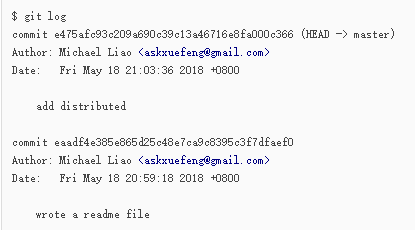 $ git log
commit e475afc93c209a690c39c13a46716e8fa000c366 (HEAD -> master)
Author: Michael Liao <askxuefeng@gmail.com>
Date: Fri May 18 21:03:36 2018 +0800
add distributed
commit eaadf4e385e865d25c48e7ca9c8395c3f7dfaef0
Author: Michael Liao <askxuefeng@gmail.com>
Date: Fri May 18 20:59:18 2018 +0800
wrote a readme file